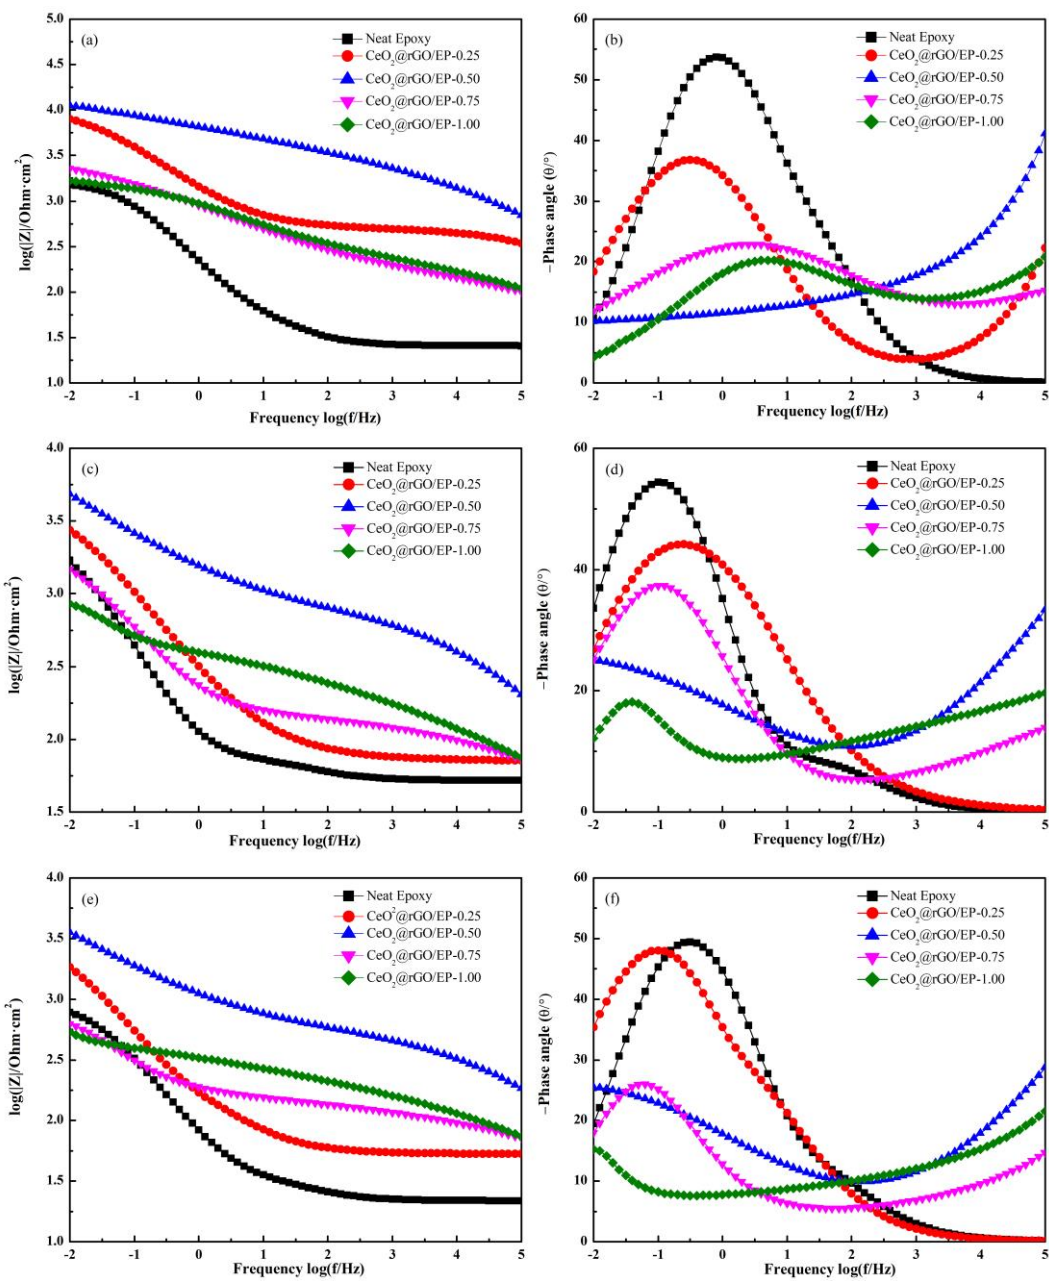 (a)
Neat Epoxy
CeO₂@rGO/EP-0.25
CeO₂@rGO/EP-0.50
CeO₂@rGO/EP-0.75
CeO₂@rGO/EP-1.00
5.0
4.5
4.0
3.5
3.0
2.5
2.0
1.5
1.0
log(|Z|/Ohm·cm²)
-2 -1 0 1 2 3 4 5
Frequency log(f/Hz)
(b)
Neat Epoxy
CeO₂@rGO/EP-0.25
CeO₂@rGO/EP-0.50
CeO₂@rGO/EP-0.75
CeO₂@rGO/EP-1.00
60
50
40
30
20
10
0
−Phase angle (θ/°)
-2 -1 0 1 2 3 4 5
Frequency log(f/Hz)
(c)
Neat Epoxy
CeO₂@rGO/EP-0.25
CeO₂@rGO/EP-0.50
CeO₂@rGO/EP-0.75
CeO₂@rGO/EP-1.00
4.0
3.5
3.0
2.5
2.0
1.5
log(|Z|/Ohm·cm²)
-2 -1 0 1 2 3 4 5
Frequency log(f/Hz)
(d)
Neat Epoxy
CeO₂@rGO/EP-0.25
CeO₂@rGO/EP-0.50
CeO₂@rGO/EP-0.75
CeO₂@rGO/EP-1.00
60
50
40
30
20
10
0
−Phase angle (θ/°)
-2 -1 0 1 2 3 4 5
Frequency log(f/Hz)
(e)
Neat Epoxy
CeO²@rGO/EP-0.25
CeO₂@rGO/EP-0.50
CeO₂@rGO/EP-0.75
CeO₂@rGO/EP-1.00
4.0
3.5
3.0
2.5
2.0
1.5
1.0
log(|Z|/Ohm·cm²)
-2 -1 0 1 2 3 4 5
Frequency log(f/Hz)
(f)
Neat Epoxy
CeO₂@rGO/EP-0.25
CeO₂@rGO/EP-0.50
CeO₂@rGO/EP-0.75
CeO₂@rGO/EP-1.00
60
50
40
30
20
10
0
−Phase angle (θ/°)
-2 -1 0 1 2 3 4 5
Frequency log(f/Hz)